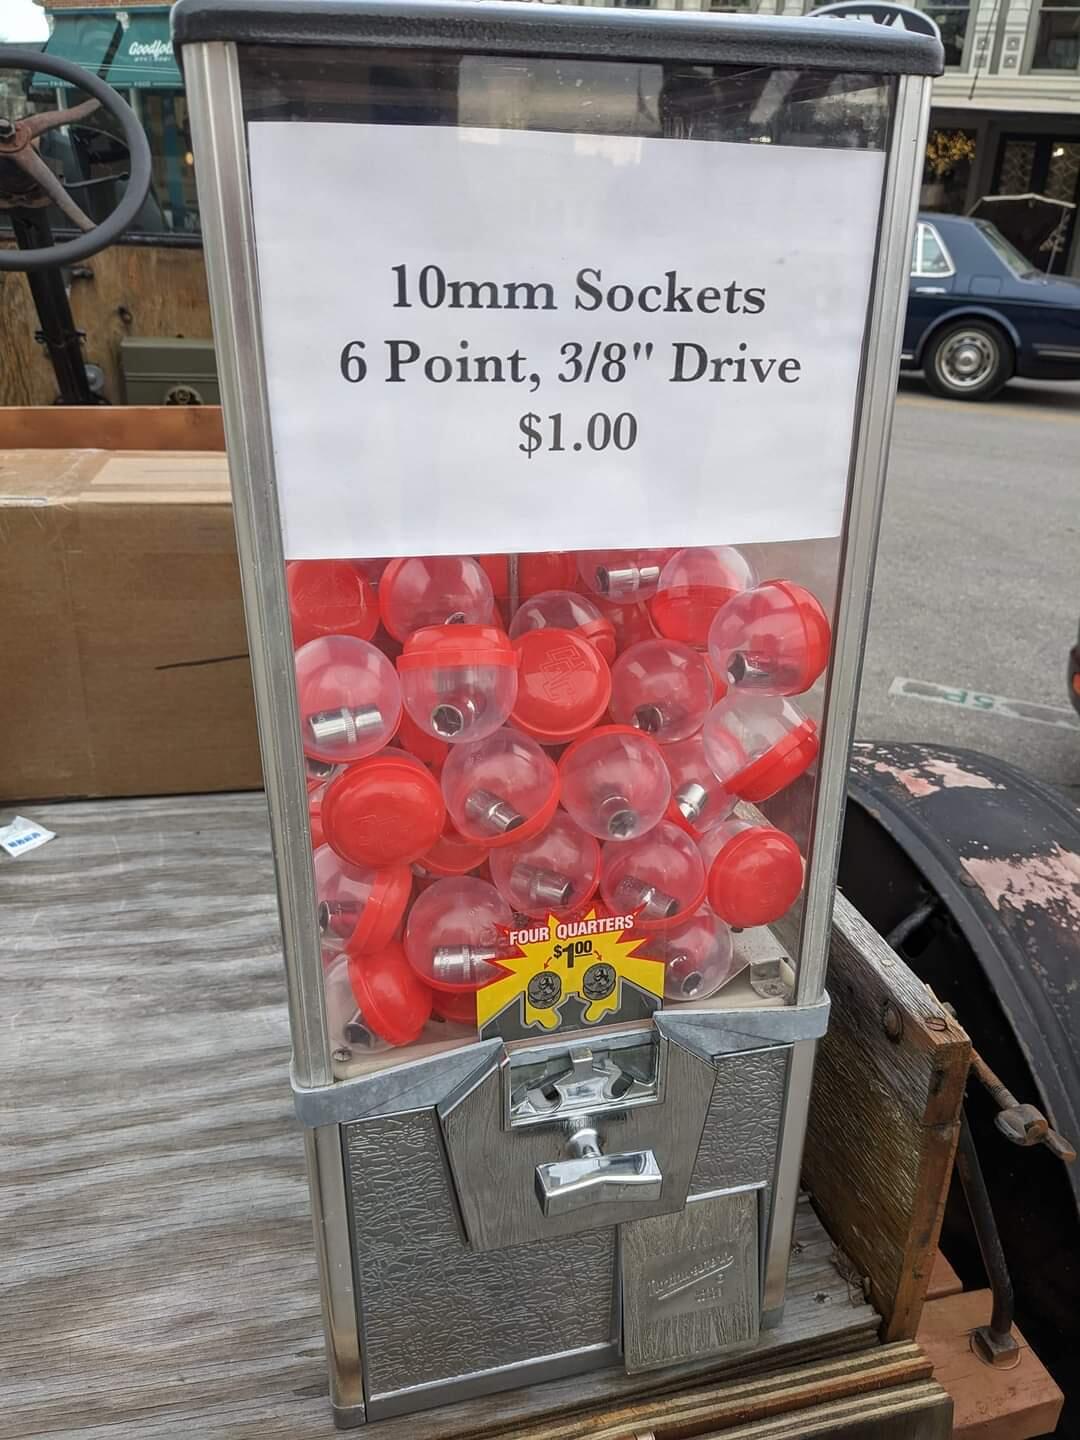 10mm Sockets
6 Point, 3/8" Drive
$1.00
FOUR QUARTERS
$1.00